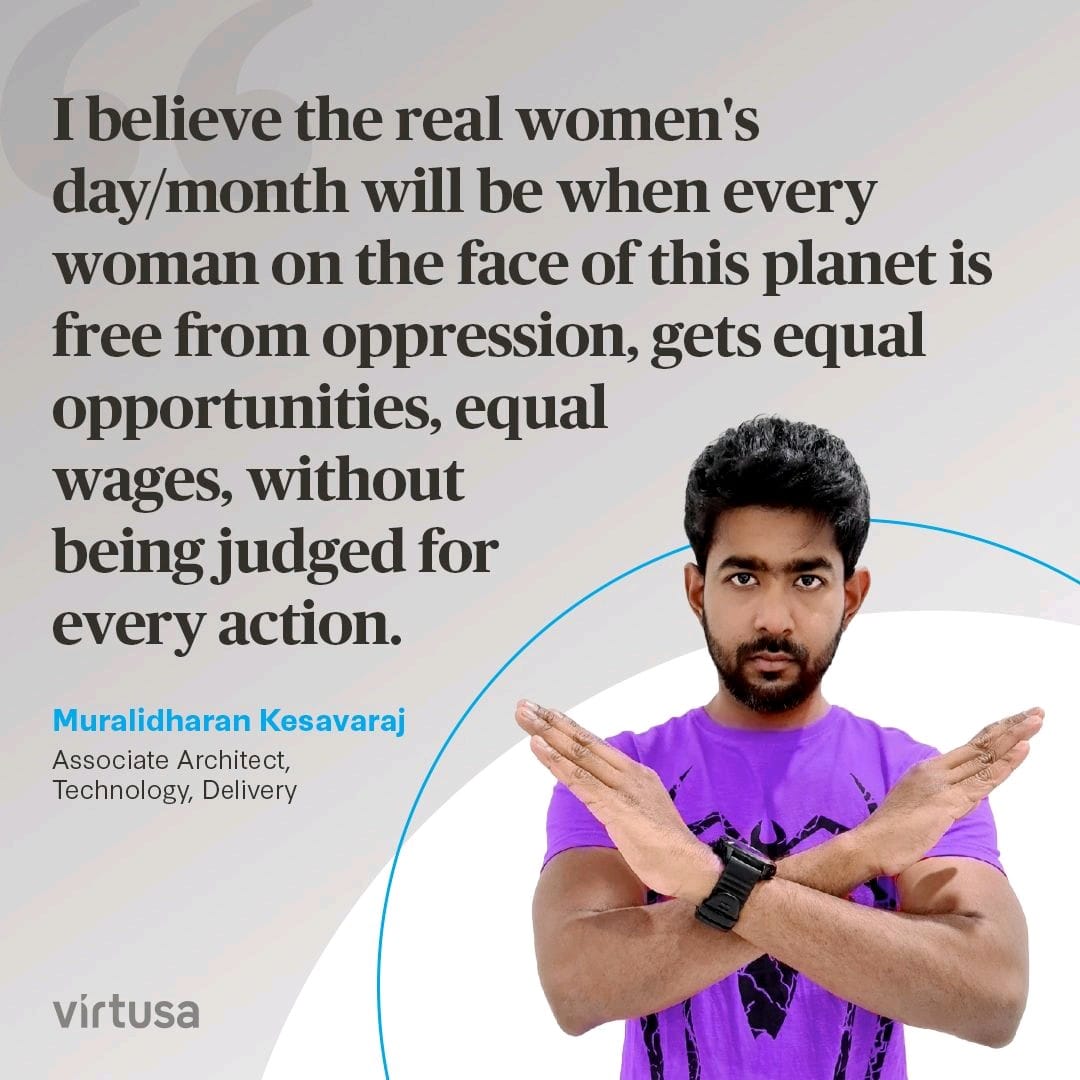 I believe the real women's
day/month will be when every
woman on the face of this planet is
free from oppression, gets equal
opportunities, equal
wages, without
being judged for
every action.
Muralidharan Kesavaraj
Associate Architect,
Technology, Delivery
virtusa